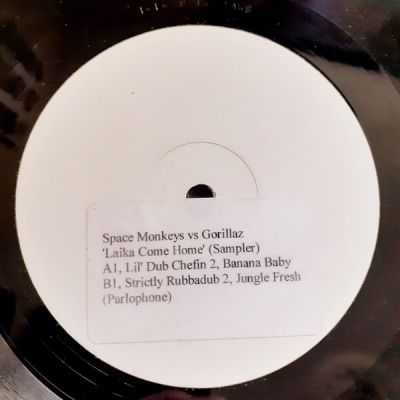 Space Monkeys vs Gorillaz
'Laika Come Home' (Sampler)
A1, Lil' Dub Chefin 2, Banana Baby
B1, Strictly Rubbadub 2, Jungle Fresh
(Parlophone)